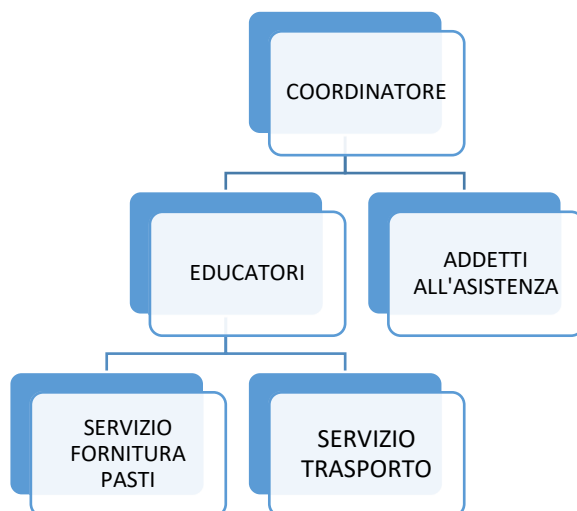 COORDINATORE
EDUCATORI
ADDETTI
ALL'ASISTENZA
SERVIZIO
FORNITURA
PASTI
SERVIZIO
TRASPORTO